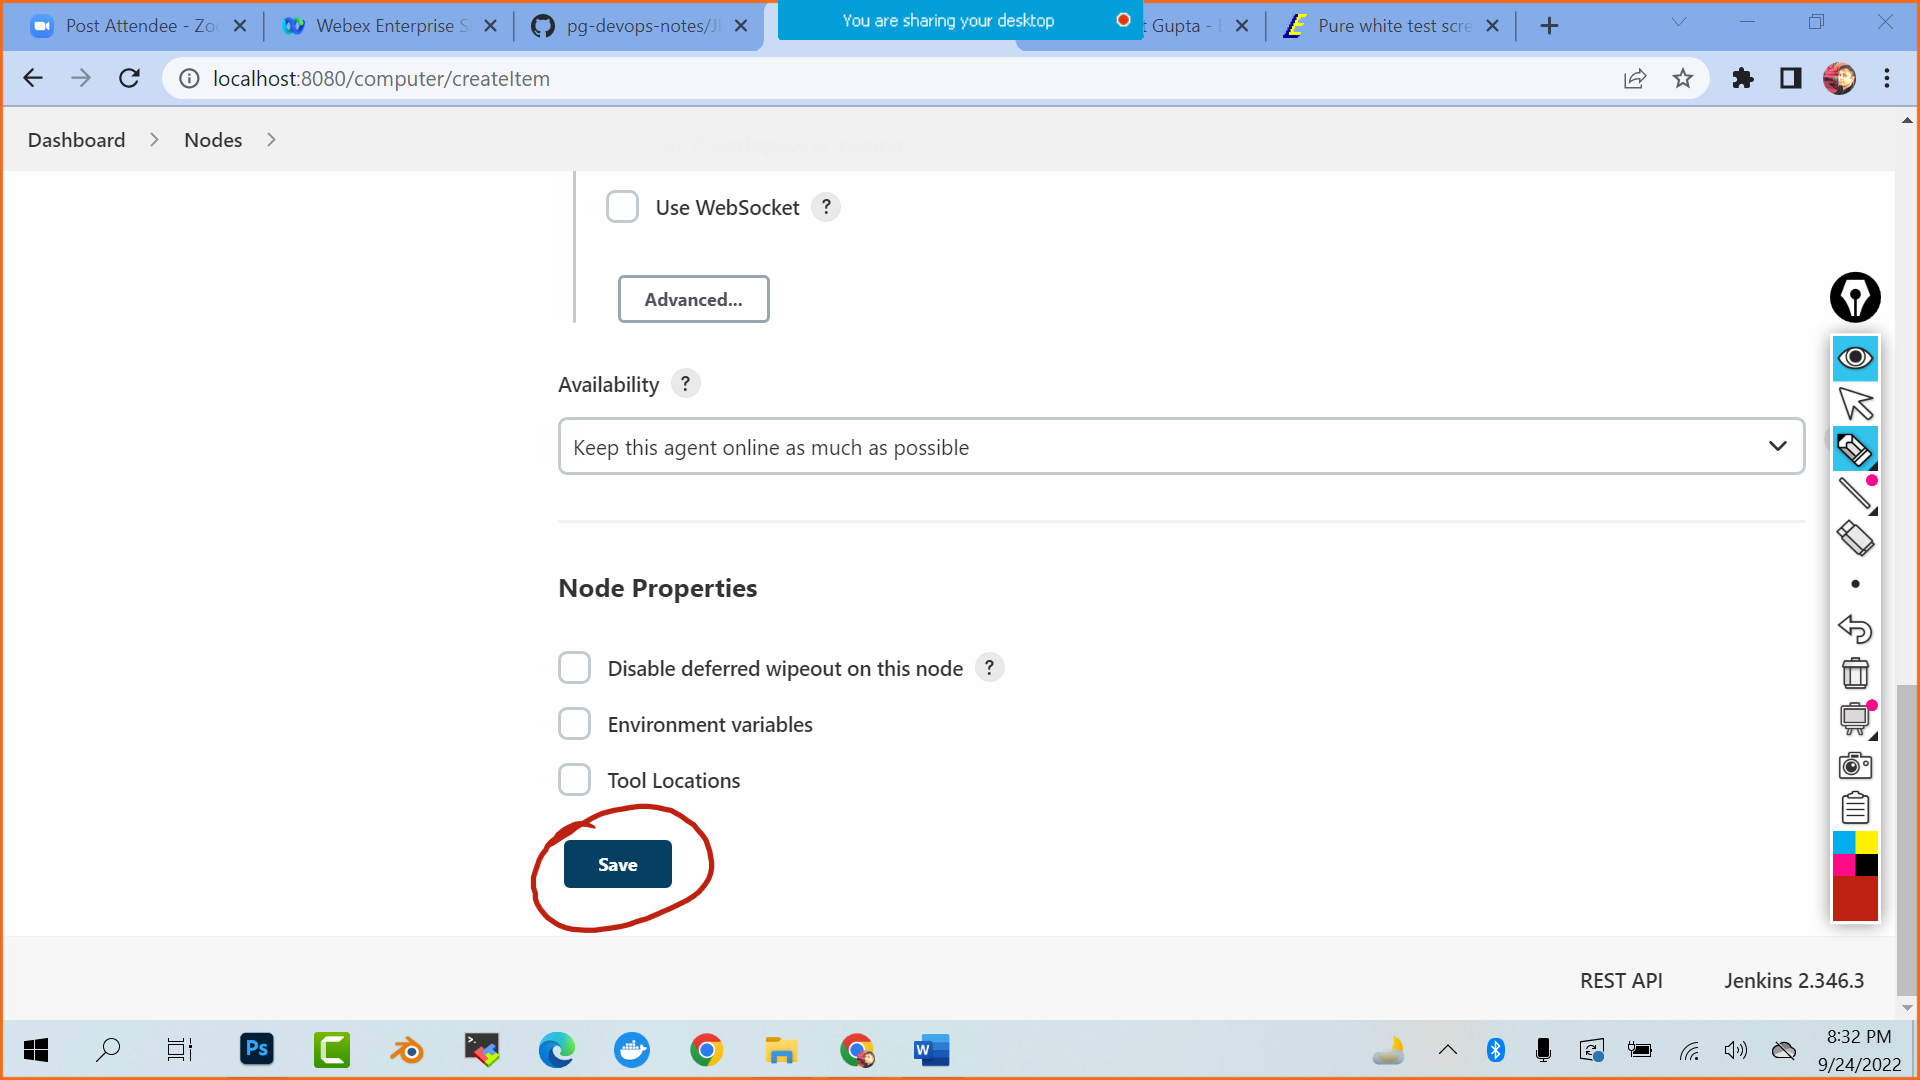 Post Attendee - Zo
Webex Enterprise S
pg-devops-notes/J
You are sharing your desktop
t Gupta -
Pure white test scre
localhost:8080/computer/createItem
Dashboard
Nodes
Use WebSocket ?
Advanced...
Availability ?
Keep this agent online as much as possible
Node Properties
Disable deferred wipeout on this node ?
Environment variables
Tool Locations
Save
REST API
Jenkins 2.346.3
Ps
C
W
8:32 PM
9/24/2022